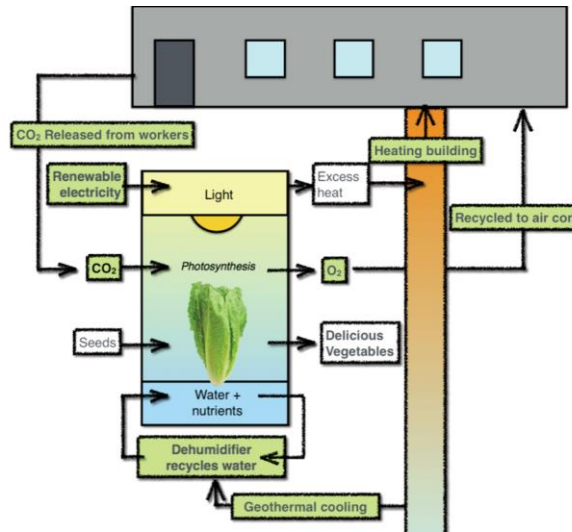 CO₂ Released from workers
Heating building
Renewable
electricity
Light
Excess
heat
Recycled to air con
CO₂
Photosynthesis
O₂
Seeds
Delicious
Vegetables
Water +
nutrients
Dehumidifier
recycles water
Geothermal cooling